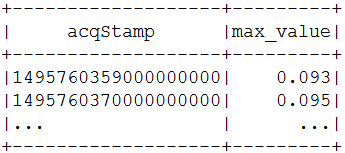 +-------------------+---------+
|     acqStamp      |max_value|
+-------------------+---------+
|1495760359000000000|    0.093|
|1495760370000000000|    0.095|
|...                |      ...|
+-------------------+---------+